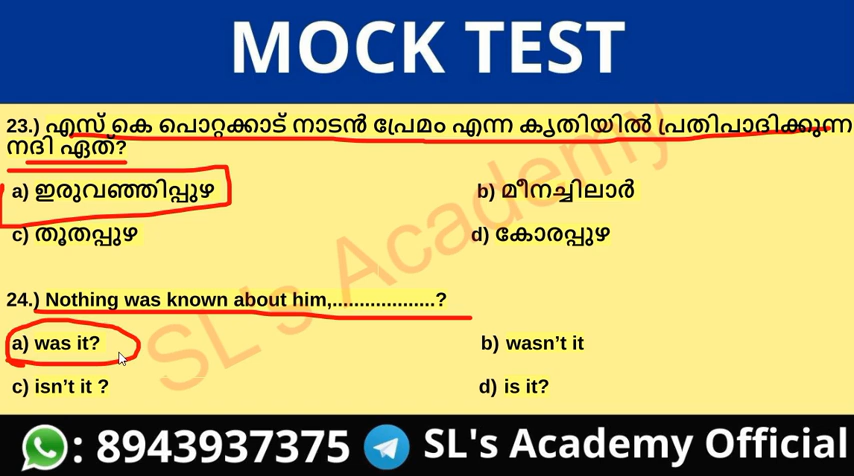 MOCK TEST
23.) എസ് കെ പൊറ്റക്കാട് നാടൻ പ്രേമം എന്ന കൃതിയിൽ പ്രതിപാദിക്കുന്ന
നദി ഏത്?
a) ഇരുവഞ്ഞിപ്പുഴ
b) മീനച്ചിലാർ
c) തൂതപ്പുഴ
d) കോരപ്പുഴ
24.) Nothing was known about him,...................?
a) was it?
b) wasn't it
c) isn't it ?
d) is it?
SL's Academy
: 8943937375 SL's Academy Official